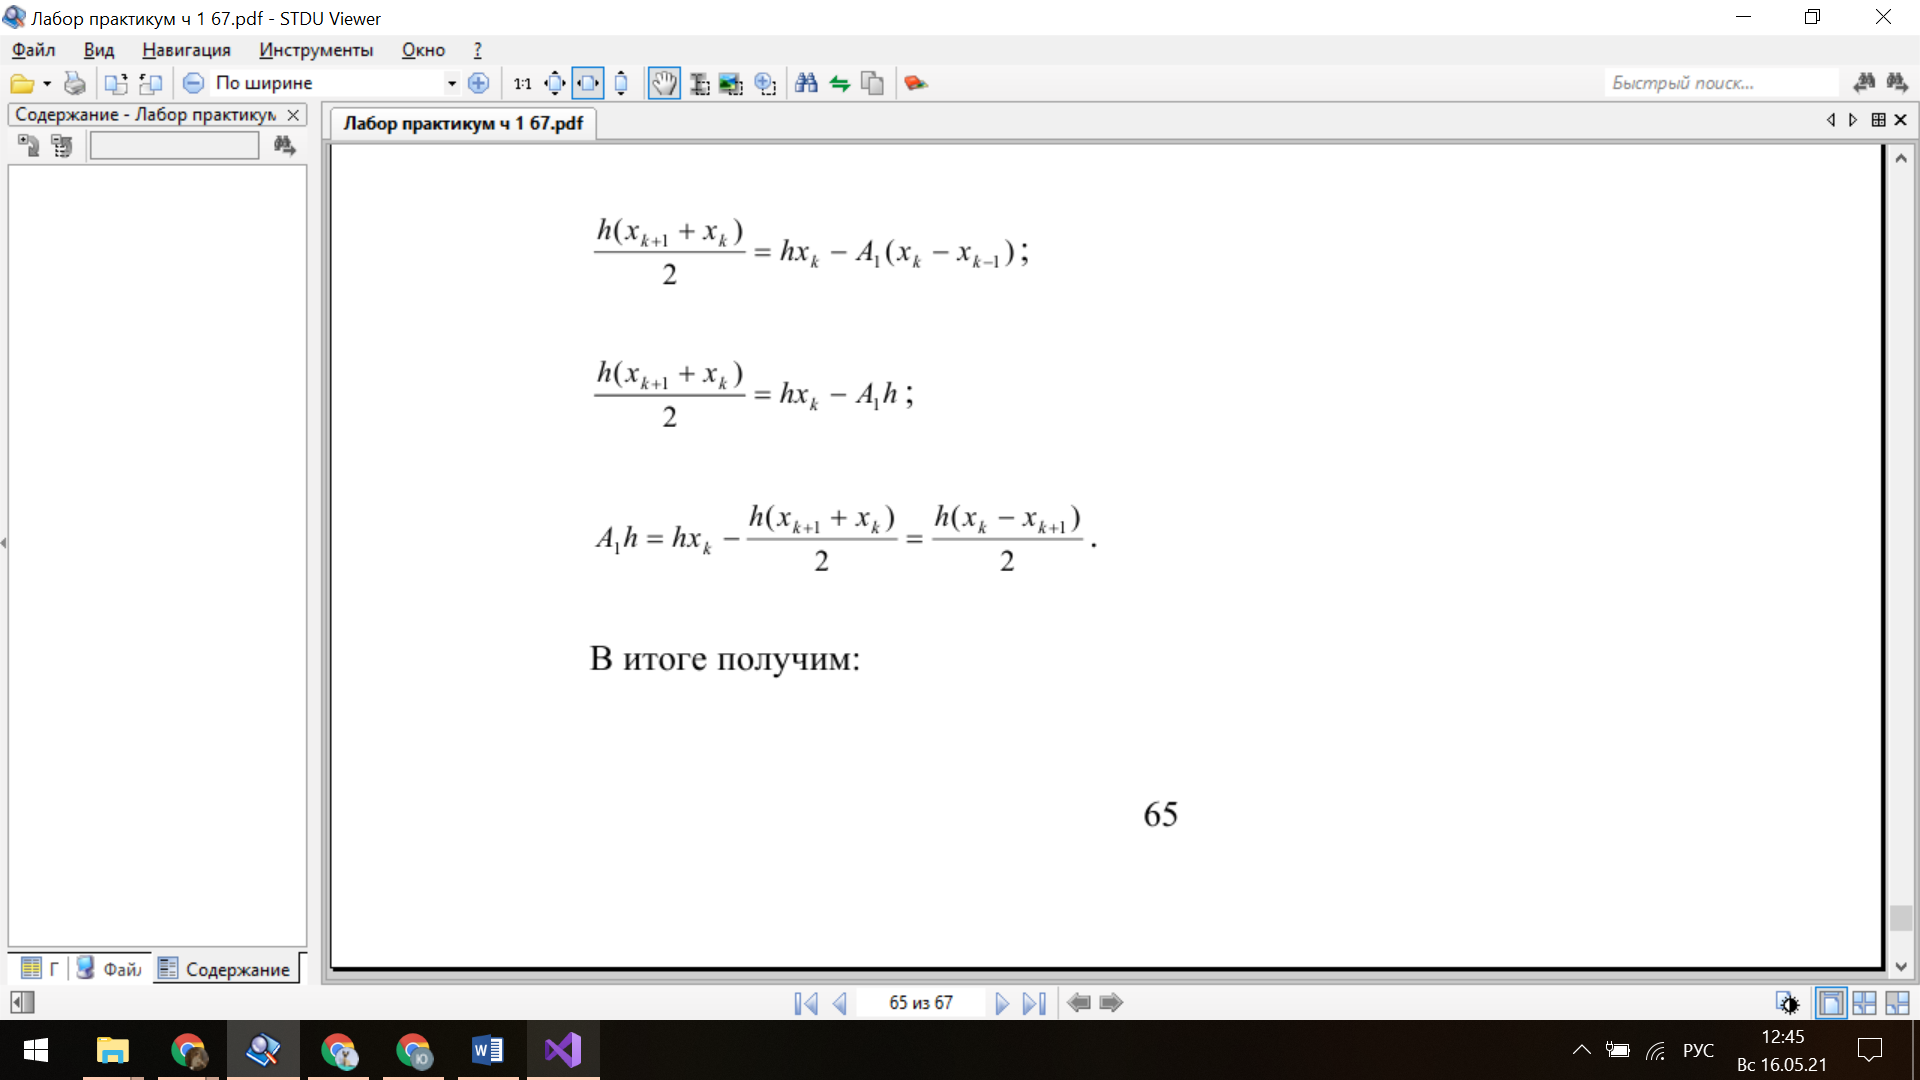 Лабор практикум ч 1 67.pdf - STDU Viewer
Файл Вид Навигация Инструменты Окно ?
По ширине 1:1 Быстрый поиск...
Содержание - Лабор практикум
Лабор практикум ч 1 67.pdf
h(x_{k+1} + x_k) / 2 = hx_k − A_1(x_k − x_{k−1});
h(x_{k+1} + x_k) / 2 = hx_k − A_1h;
A_1h = hx_k − h(x_{k+1} + x_k) / 2 = h(x_k − x_{k+1}) / 2.
В итоге получим:
65
Г Файл Содержание
65 из 67
Ю W РУС 12:45
Вс 16.05.21